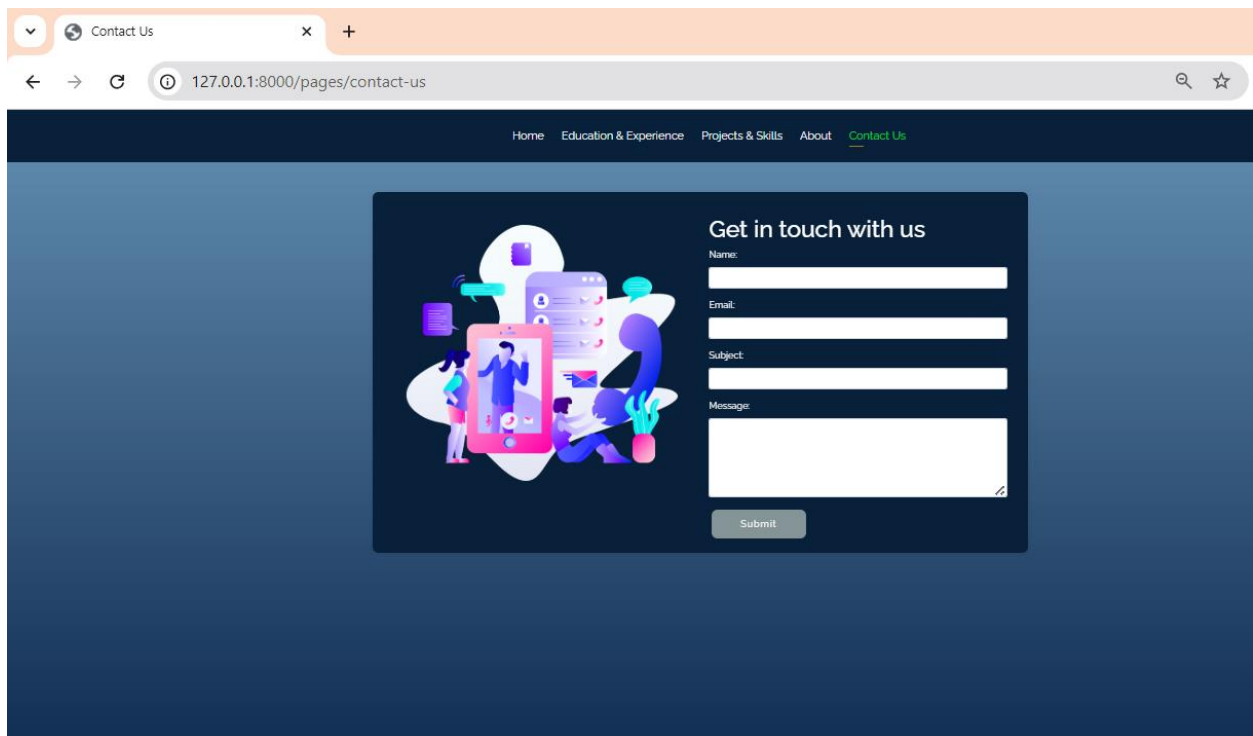 Contact Us
127.0.0.1:8000/pages/contact-us
Home Education & Experience Projects & Skills About Contact Us
Get in touch with us
Name:
Email:
Subject:
Message:
Submit